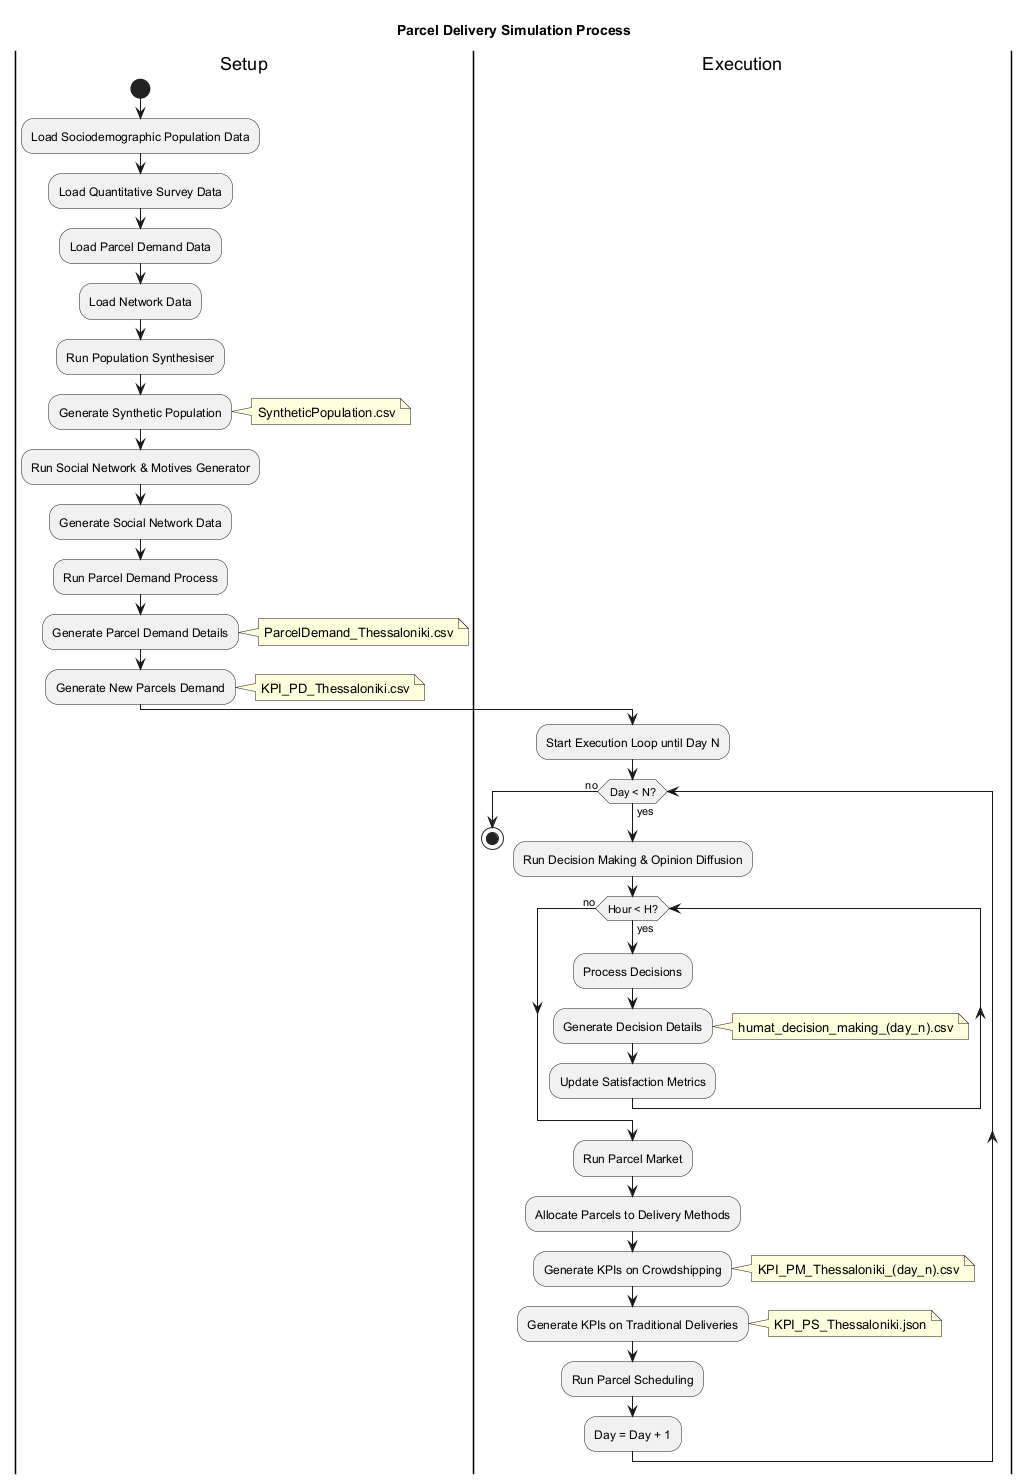 Parcel Delivery Simulation Process
Setup
Execution
Load Sociodemographic Population Data
Load Quantitative Survey Data
Load Parcel Demand Data
Load Network Data
Run Population Synthesiser
Generate Synthetic Population
SyntheticPopulation.csv
Run Social Network & Motives Generator
Generate Social Network Data
Run Parcel Demand Process
Generate Parcel Demand Details
ParcelDemand_Thessaloniki.csv
Generate New Parcels Demand
KPI_PD_Thessaloniki.csv
Start Execution Loop until Day N
no
Day < N?
yes
Run Decision Making & Opinion Diffusion
no
Hour < H?
yes
Process Decisions
Generate Decision Details
humat_decision_making_(day_n).csv
Update Satisfaction Metrics
Run Parcel Market
Allocate Parcels to Delivery Methods
Generate KPIs on Crowdshipping
KPI_PM_Thessaloniki_(day_n).csv
Generate KPIs on Traditional Deliveries
KPI_PS_Thessaloniki.json
Run Parcel Scheduling
Day = Day + 1